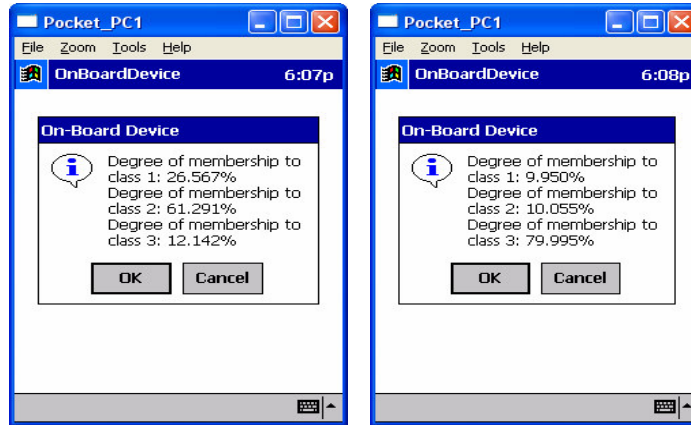 Pocket_PC1
File Zoom Tools Help
OnBoardDevice 6:07p
On-Board Device
Degree of membership to
class 1: 26.567%
Degree of membership to
class 2: 61.291%
Degree of membership to
class 3: 12.142%
OK Cancel
Pocket_PC1
File Zoom Tools Help
OnBoardDevice 6:08p
On-Board Device
Degree of membership to
class 1: 9.950%
Degree of membership to
class 2: 10.055%
Degree of membership to
class 3: 79.995%
OK Cancel